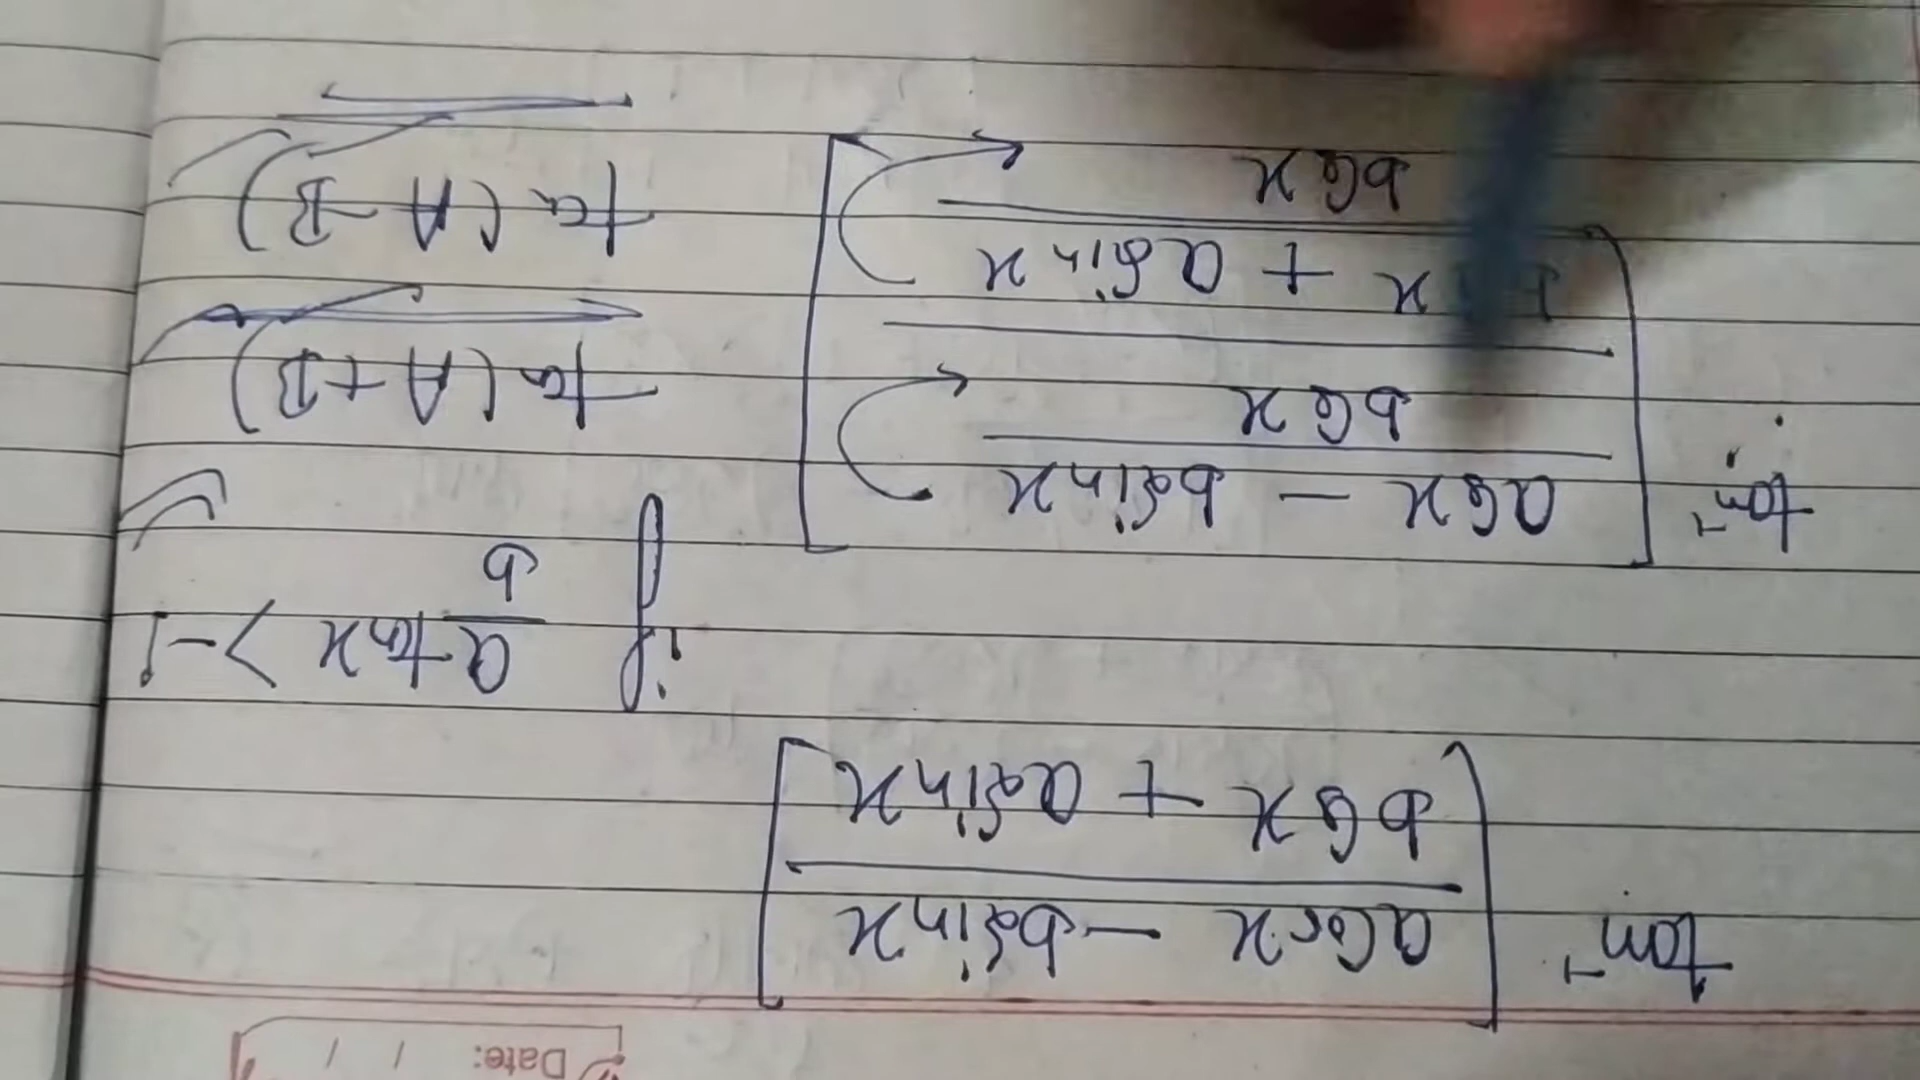 Date: / /
tan⁻¹ [ a cos x - b sin x
b cos x + a sin x ]
if a/b tan x > -1
tan⁻¹ [ a cos x - b sin x
b cos x
x + a sin x
b cos x ]
tan (A + B)
tan (A - B)